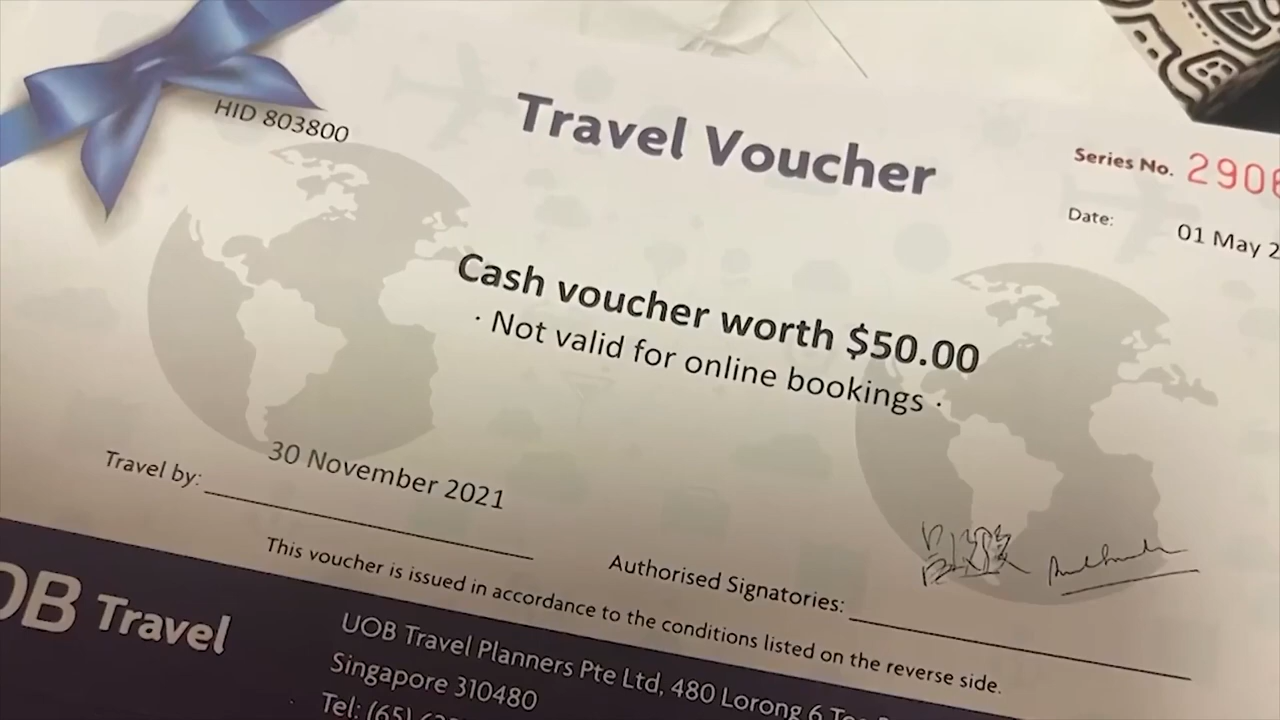 HID 803800
Travel Voucher
Series No. 2906
Date: 01 May 2
Cash voucher worth $50.00
· Not valid for online bookings ·
Travel by: 30 November 2021
Authorised Signatories:
This voucher is issued in accordance to the conditions listed on the reverse side.
OB Travel
UOB Travel Planners Pte Ltd, 480 Lorong 6
Singapore 310480
Tel: (65)